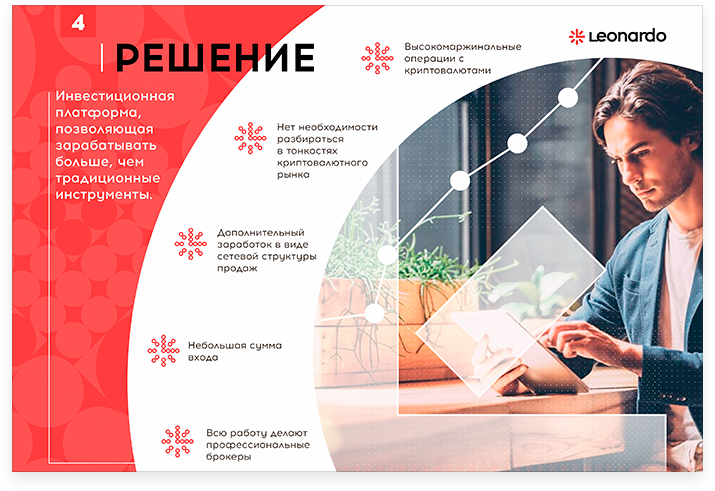 4
РЕШЕНИЕ
Инвестиционная
платформа,
позволяющая
зарабатывать
больше, чем
традиционные
инструменты.
Leonardo
Высокомаржинальные
операции с
криптовалютами
Нет необходимости
разбираться
в тонкостях
криптовалютного
рынка
Дополнительный
заработок в виде
сетевой структуры
продаж
Небольшая сумма
входа
Всю работу делают
профессиональные
брокеры